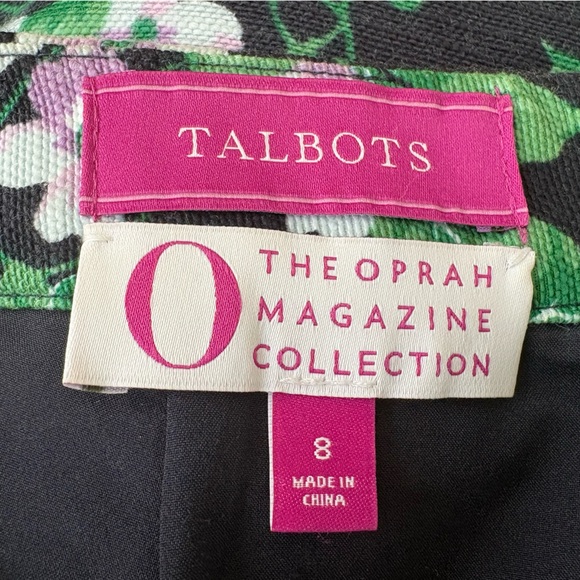 TALBOTS
O
THE OPRAH
MAGAZINE
COLLECTION
8
MADE IN
CHINA